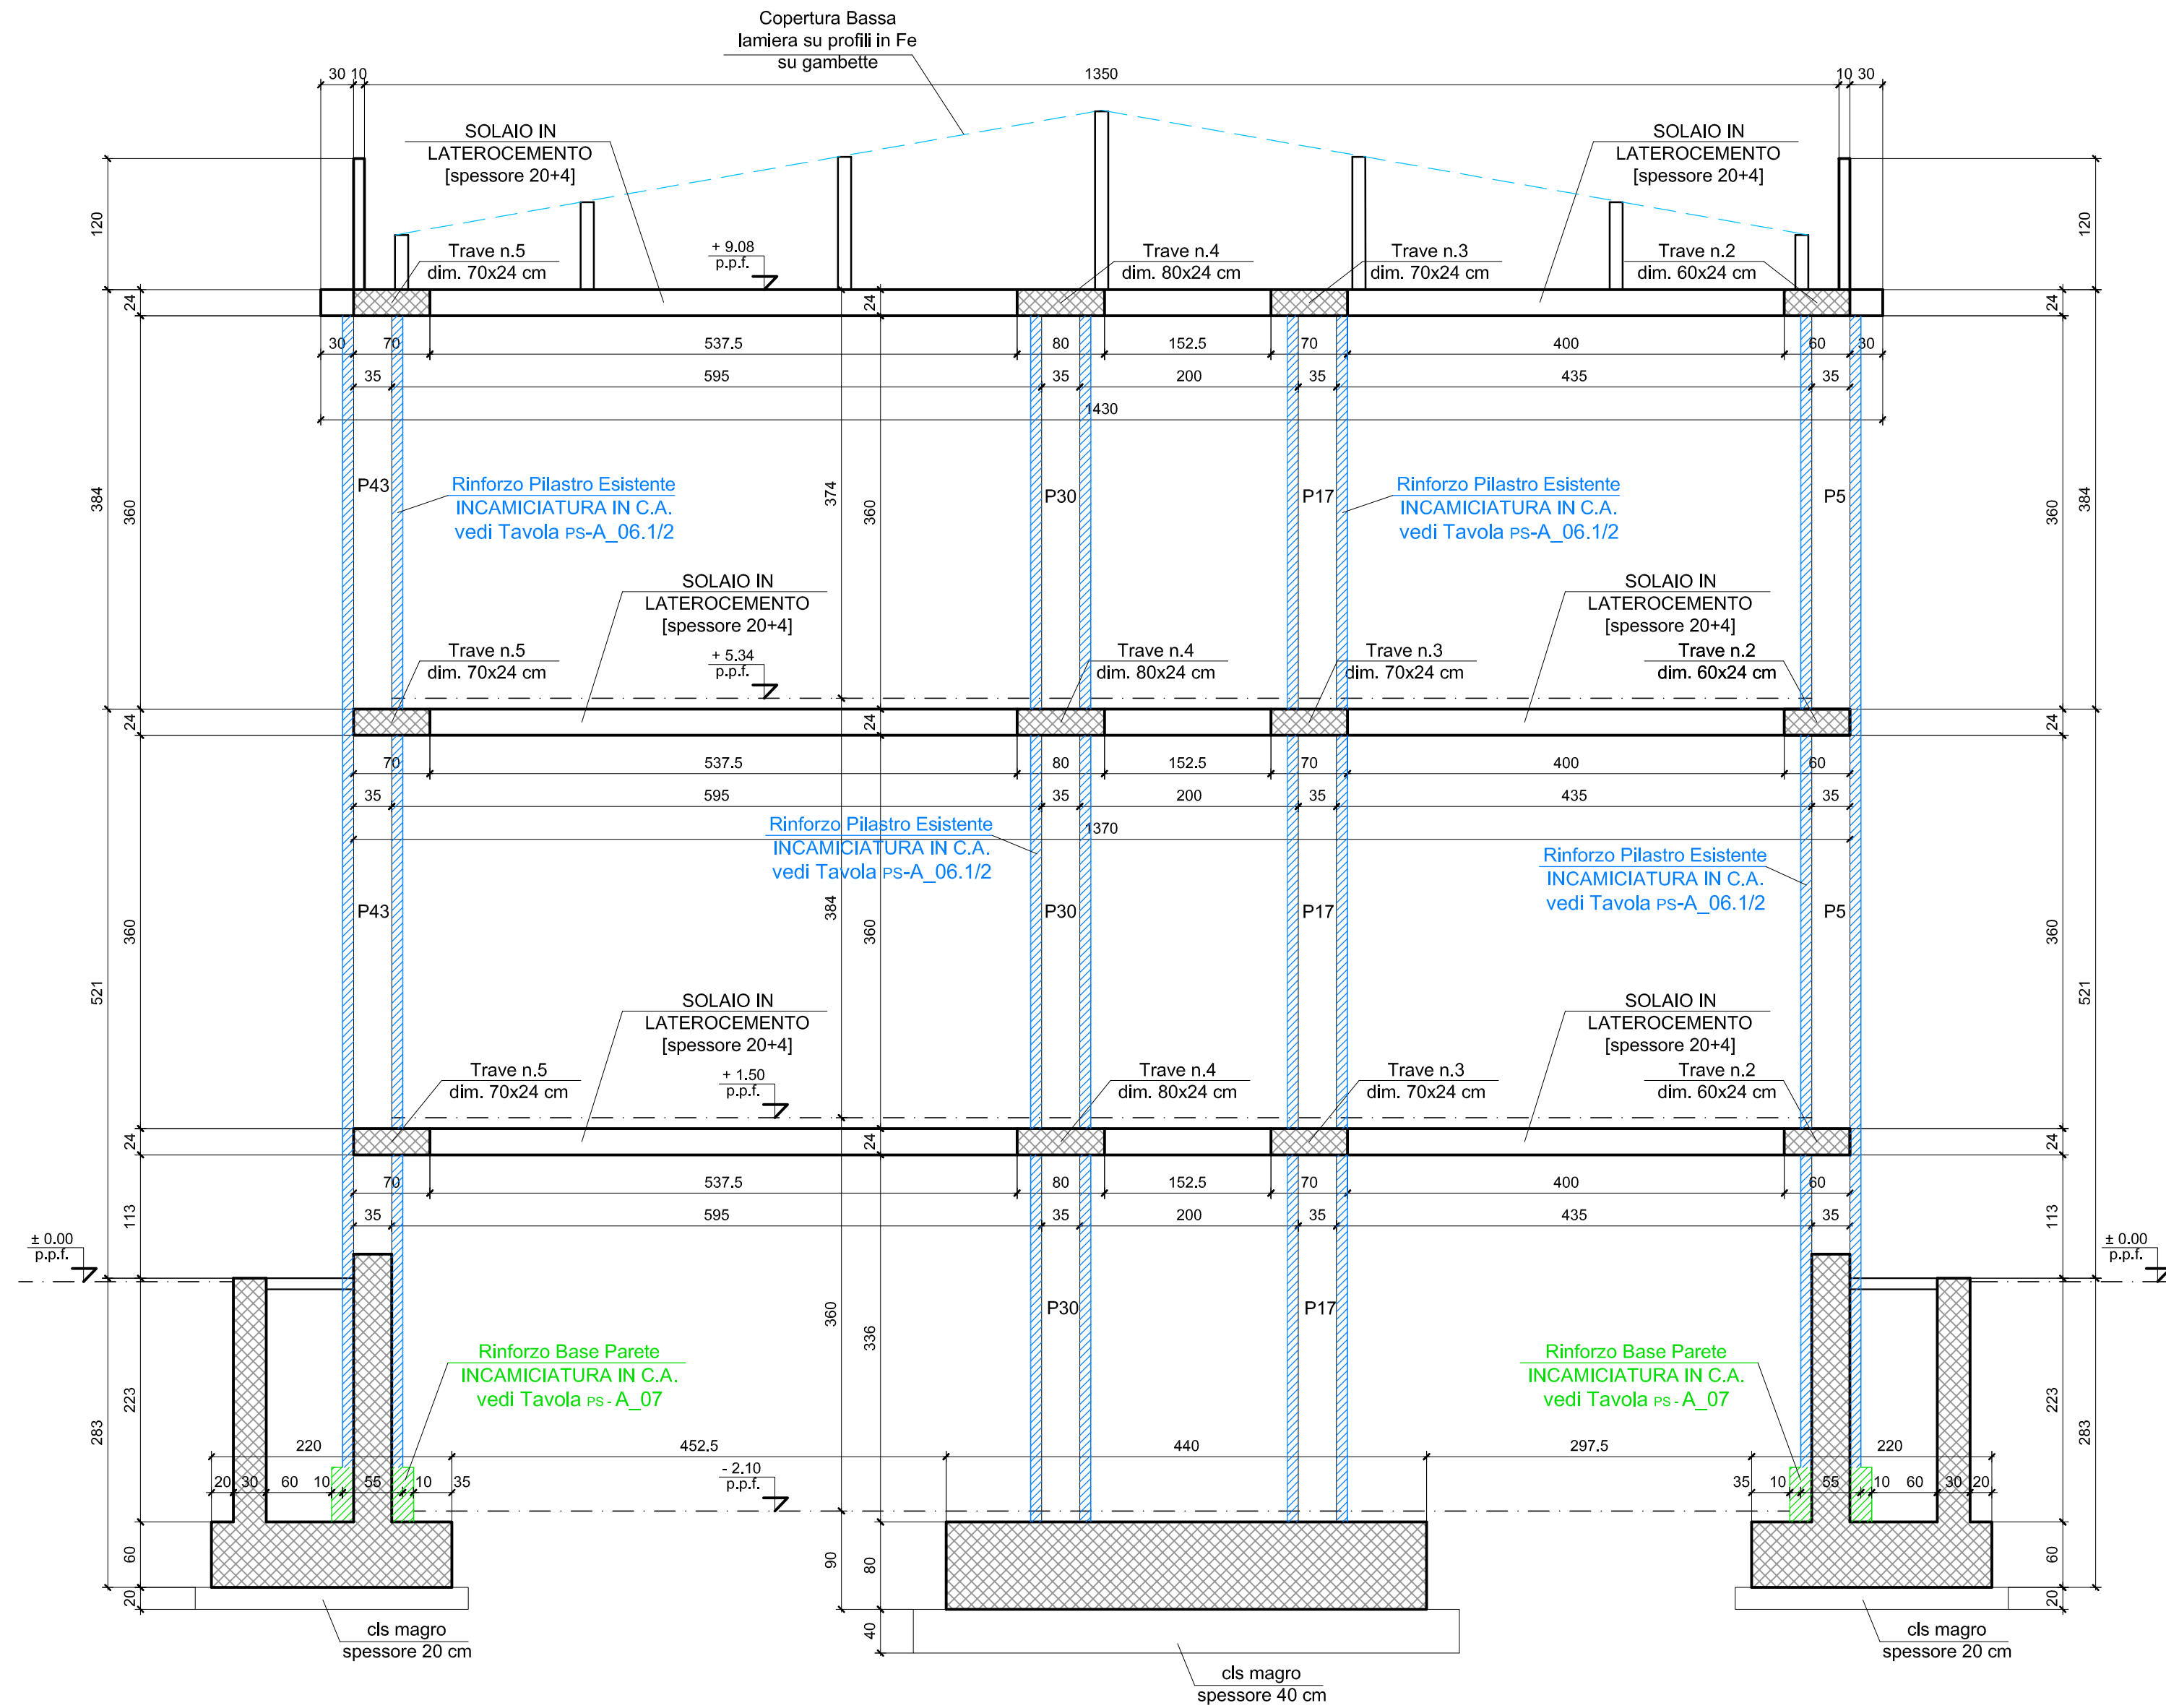 Copertura Bassa
lamiera su profili in Fe
su gambette
30 10 1350 10 30
SOLAIO IN
LATEROCEMENTO
[spessore 20+4]
SOLAIO IN
LATEROCEMENTO
[spessore 20+4]
120
120
Trave n.5
dim. 70x24 cm
+ 9.08
p.p.f.
Trave n.4
dim. 80x24 cm
Trave n.3
dim. 70x24 cm
Trave n.2
dim. 60x24 cm
24 24 24
30 70 537.5 80 152.5 70 400 60 30
35 595 35 200 35 435 35
1430
384 360 374 360 360 384
P43 P30 P17 P5
Rinforzo Pilastro Esistente
INCAMICIATURA IN C.A.
vedi Tavola PS-A_06.1/2
Rinforzo Pilastro Esistente
INCAMICIATURA IN C.A.
vedi Tavola PS-A_06.1/2
SOLAIO IN
LATEROCEMENTO
[spessore 20+4]
SOLAIO IN
LATEROCEMENTO
[spessore 20+4]
Trave n.5
dim. 70x24 cm
+ 5.34
p.p.f.
Trave n.4
dim. 80x24 cm
Trave n.3
dim. 70x24 cm
Trave n.2
dim. 60x24 cm
24 24 24
70 537.5 80 152.5 70 400 60
35 595 35 200 35 435 35
1370
Rinforzo Pilastro Esistente
INCAMICIATURA IN C.A.
vedi Tavola PS-A_06.1/2
Rinforzo Pilastro Esistente
INCAMICIATURA IN C.A.
vedi Tavola PS-A_06.1/2
P43 P30 P17 P5
521 360 384 360 360 521
SOLAIO IN
LATEROCEMENTO
[spessore 20+4]
SOLAIO IN
LATEROCEMENTO
[spessore 20+4]
Trave n.5
dim. 70x24 cm
+ 1.50
p.p.f.
Trave n.4
dim. 80x24 cm
Trave n.3
dim. 70x24 cm
Trave n.2
dim. 60x24 cm
24 24 24
70 537.5 80 152.5 70 400 60
113 113
35 595 35 200 35 435 35
± 0.00
p.p.f.
± 0.00
p.p.f.
P30 P17
360 336
Rinforzo Base Parete
INCAMICIATURA IN C.A.
vedi Tavola PS - A_07
Rinforzo Base Parete
INCAMICIATURA IN C.A.
vedi Tavola PS - A_07
283 223 223 283
220 452.5 440 297.5 220
20 30 60 10 55 10 35
- 2.10
p.p.f.
35 10 55 10 60 30 20
60 90 80 60
20 20
40
cls magro
spessore 20 cm
cls magro
spessore 40 cm
cls magro
spessore 20 cm